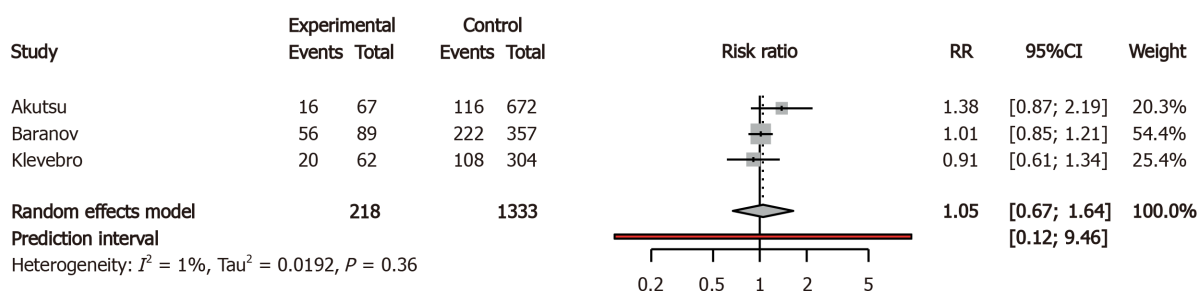 Experimental Control
Study Events Total Events Total Risk ratio RR 95%CI Weight
Akutsu 16 67 116 672 1.38 [0.87; 2.19] 20.3%
Baranov 56 89 222 357 1.01 [0.85; 1.21] 54.4%
Klevebro 20 62 108 304 0.91 [0.61; 1.34] 25.4%
Random effects model 218 1333 1.05 [0.67; 1.64] 100.0%
Prediction interval [0.12; 9.46]
Heterogeneity: I² = 1%, Tau² = 0.0192, P = 0.36
0.2 0.5 1 2 5